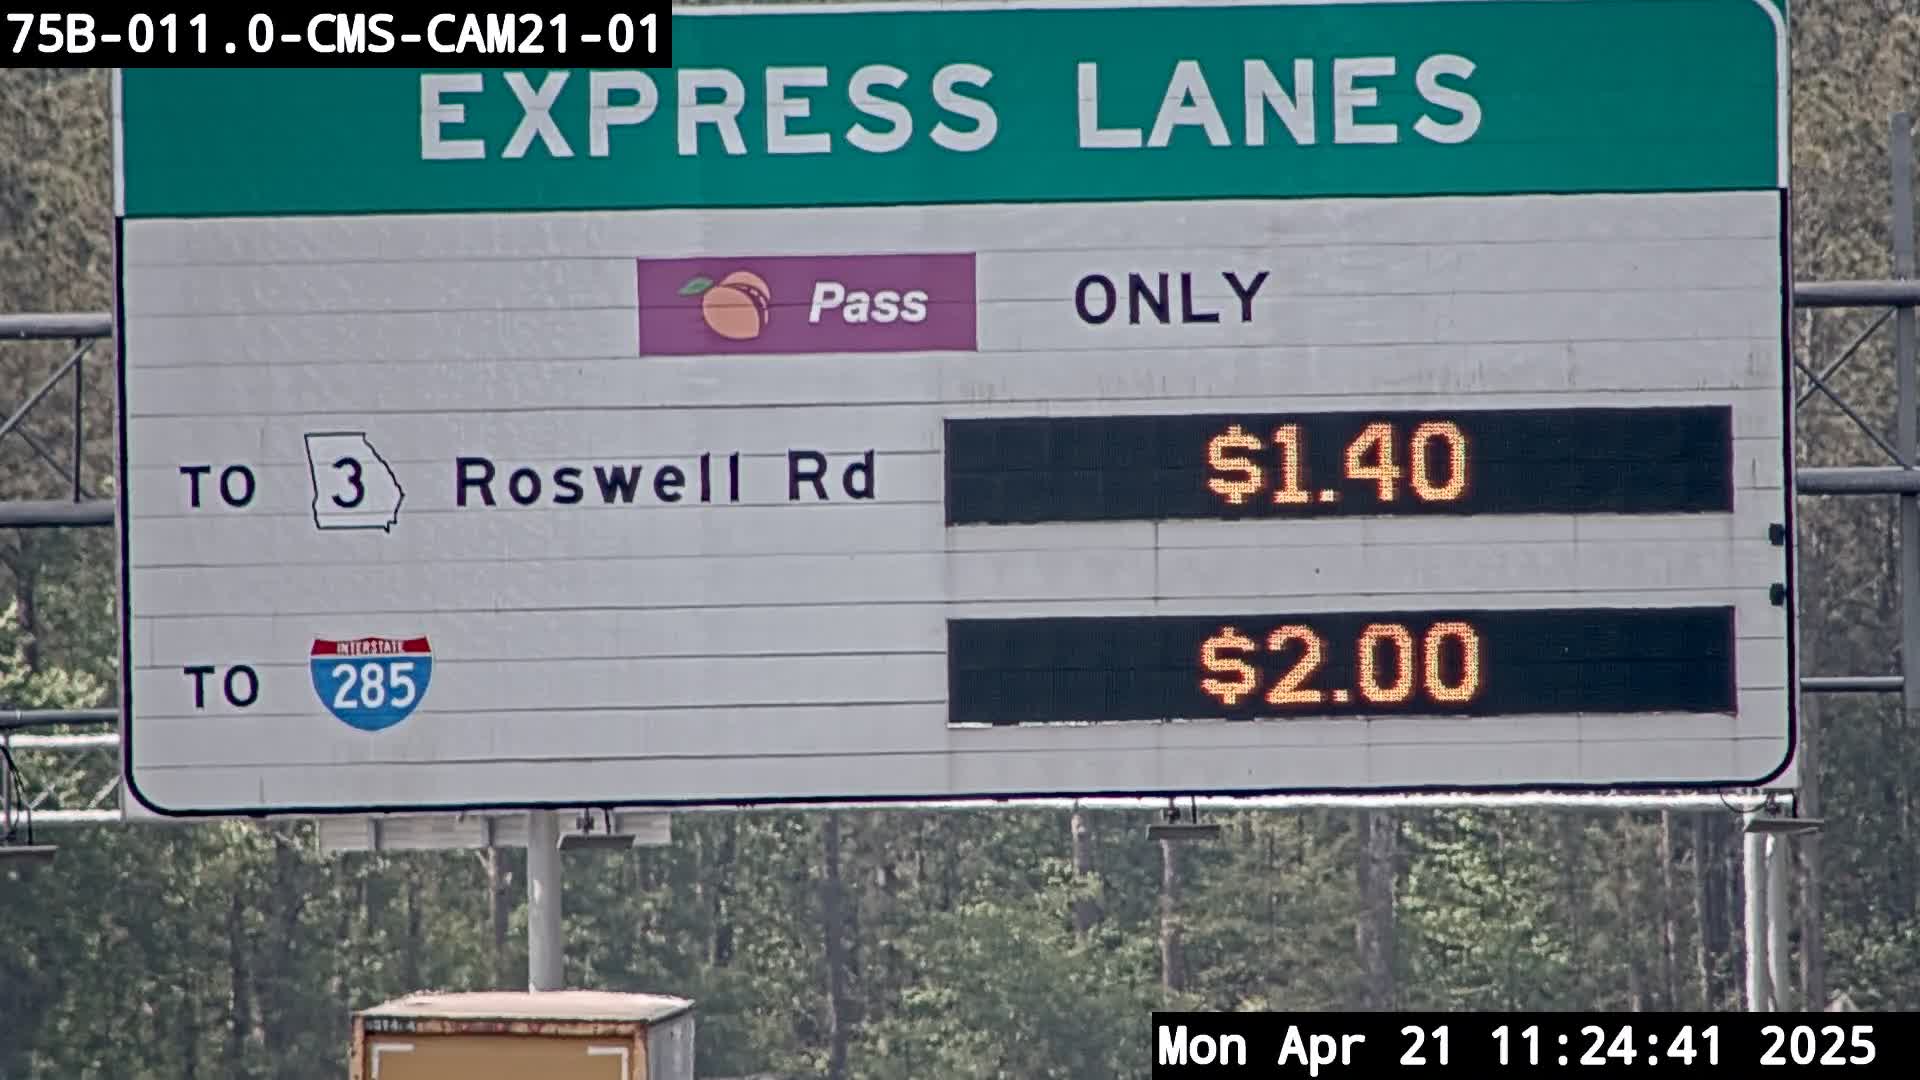 75B-011.0-CMS-CAM21-01
EXPRESS LANES
Pass ONLY
TO 3 Roswell Rd $1.40
INTERSTATE
TO 285 $2.00
Mon Apr 21 11:24:41 2025